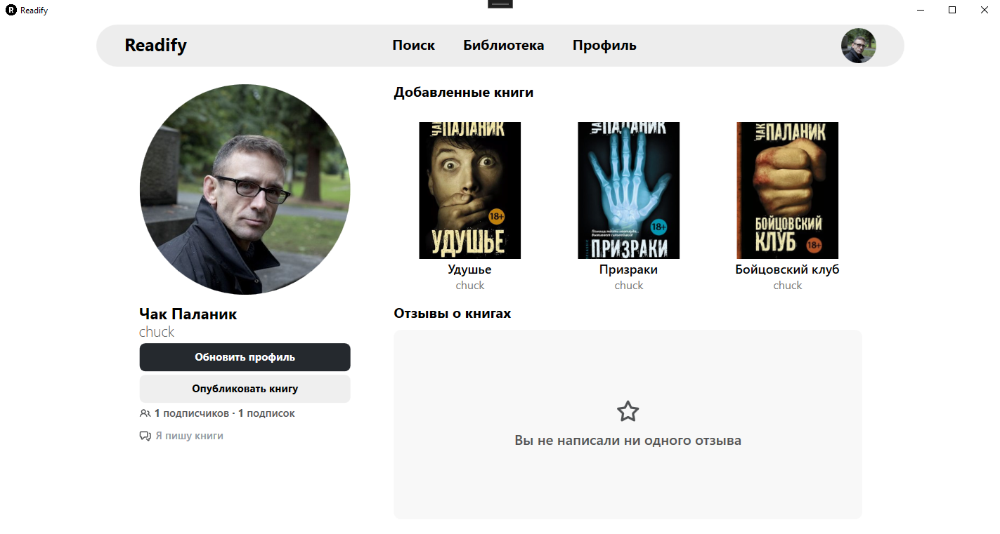 Readify
Readify
Поиск
Библиотека
Профиль
Добавленные книги
ЧАК ПАЛАНИК
18+
УДУШЬЕ
Удушье
chuck
ЧАК ПАЛАНИК
18+
ПРИЗРАКИ
Призраки
chuck
ЧАК ПАЛАНИК
БОЙЦОВСКИЙ
КЛУБ
18+
Бойцовский клуб
chuck
Чак Паланик
chuck
Обновить профиль
Опубликовать книгу
1 подписчиков · 1 подписок
Я пишу книги
Отзывы о книгах
Вы не написали ни одного отзыва